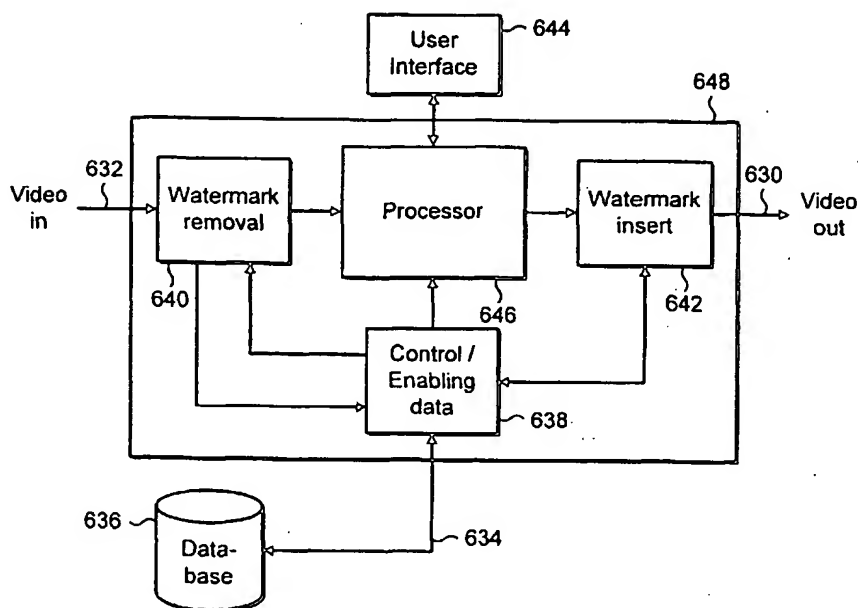 User
Interface
644
648
632
Video
in
Watermark
removal
Processor
Watermark
insert
630
Video
out
640
646
642
Control /
Enabling
data
638
636
Data-
base
634